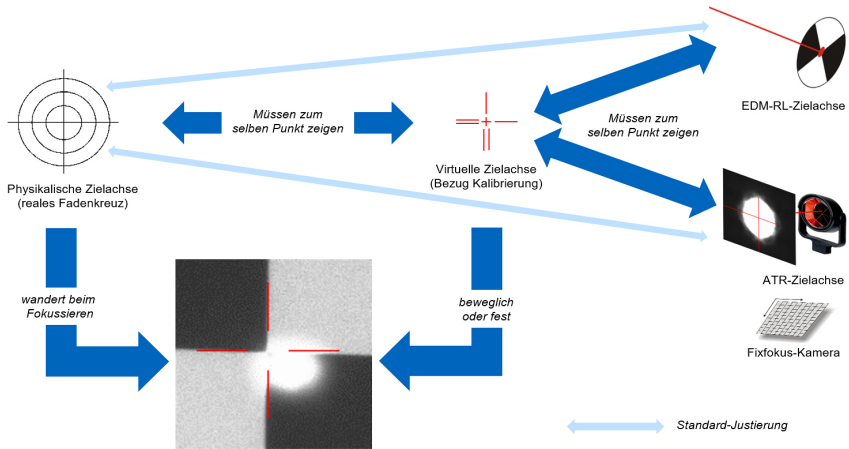 EDM-RL-Zielachse
Müssen zum
selben Punkt zeigen
Müssen zum
selben Punkt zeigen
Physikalische Zielachse
(reales Fadenkreuz)
Virtuelle Zielachse
(Bezug Kalibrierung)
ATR-Zielachse
wandert beim
Fokussieren
beweglich
oder fest
Fixfokus-Kamera
Standard-Justierung